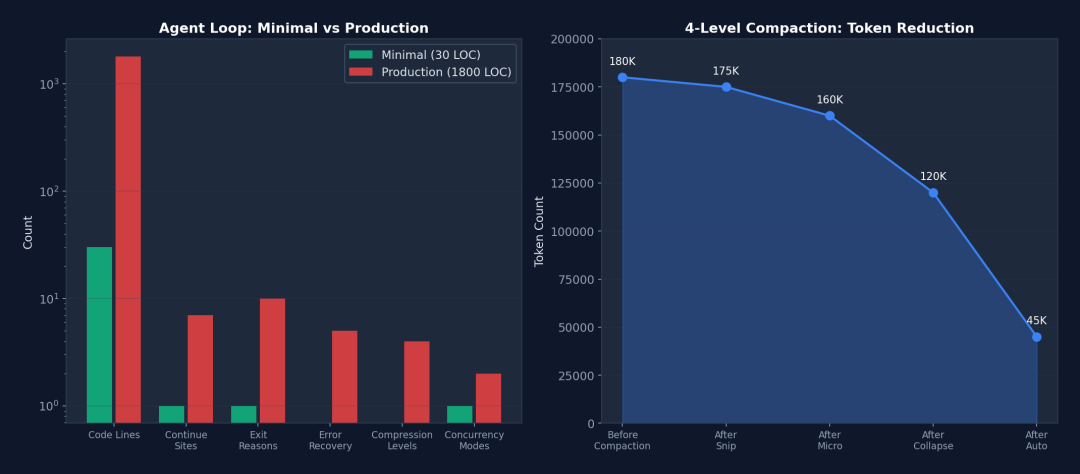 Agent Loop: Minimal vs Production
Minimal (30 LOC)
Production (1800 LOC)
Count
10³
10²
10¹
10⁰
Code Lines
Continue
Sites
Exit
Reasons
Error
Recovery
Compression
Levels
Concurrency
Modes
4-Level Compaction: Token Reduction
Token Count
200000
175000
150000
125000
100000
75000
50000
25000
0
180K
175K
160K
120K
45K
Before
Compaction
After
Snip
After
Micro
After
Collapse
After
Auto